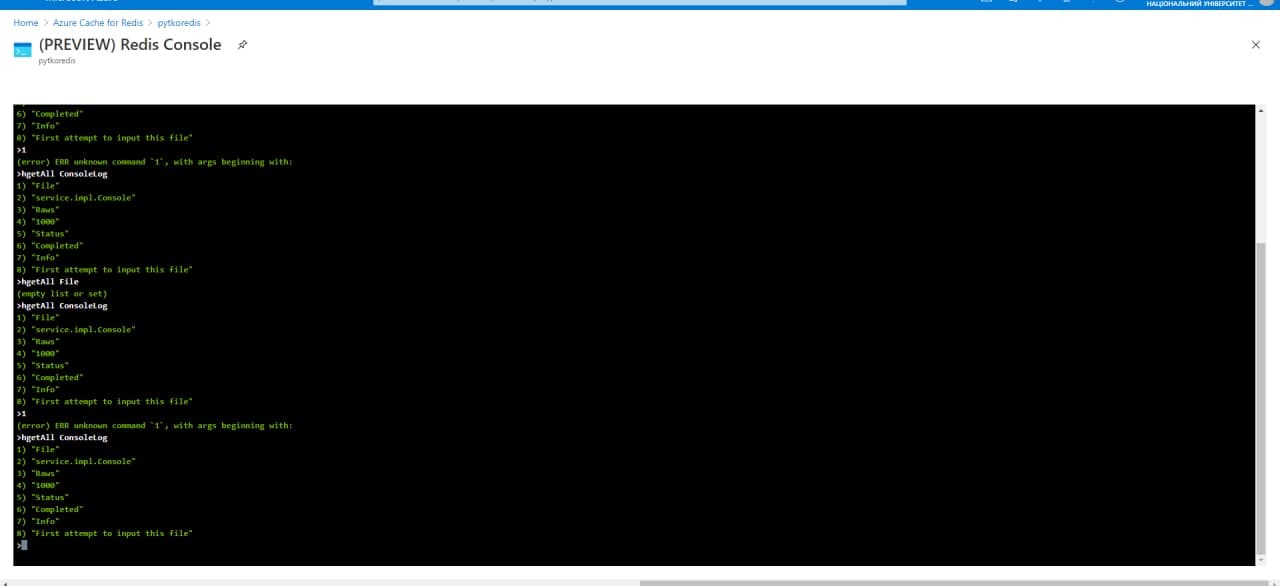 НАЦІОНАЛЬНИЙ УНІВЕРСИТЕТ ...
Home > Azure Cache for Redis > pytkoredis >
(PREVIEW) Redis Console
pytkoredis
6) "Completed"
7) "Info"
8) "First attempt to input this file"
>1
(error) ERR unknown command `1`, with args beginning with:
>hgetAll ConsoleLog
1) "File"
2) "service.impl.Console"
3) "Raws"
4) "1000"
5) "Status"
6) "Completed"
7) "Info"
8) "First attempt to input this file"
>hgetAll File
(empty list or set)
>hgetAll ConsoleLog
1) "File"
2) "service.impl.Console"
3) "Raws"
4) "1000"
5) "Status"
6) "Completed"
7) "Info"
8) "First attempt to input this file"
>1
(error) ERR unknown command `1`, with args beginning with:
>hgetAll ConsoleLog
1) "File"
2) "service.impl.Console"
3) "Raws"
4) "1000"
5) "Status"
6) "Completed"
7) "Info"
8) "First attempt to input this file"
>